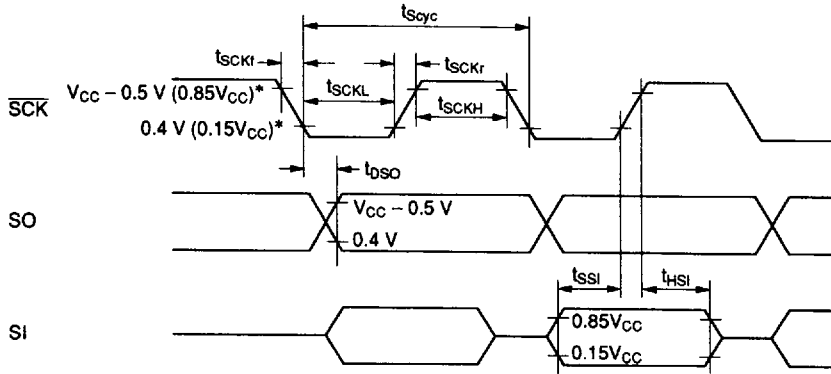 tScyc
tSCKf
tSCKr
VCC – 0.5 V (0.85VCC)*
tSCKL
SCK
tSCKH
0.4 V (0.15VCC)*
tDSO
VCC – 0.5 V
SO
0.4 V
tSSI
tHSI
0.85VCC
SI
0.15VCC